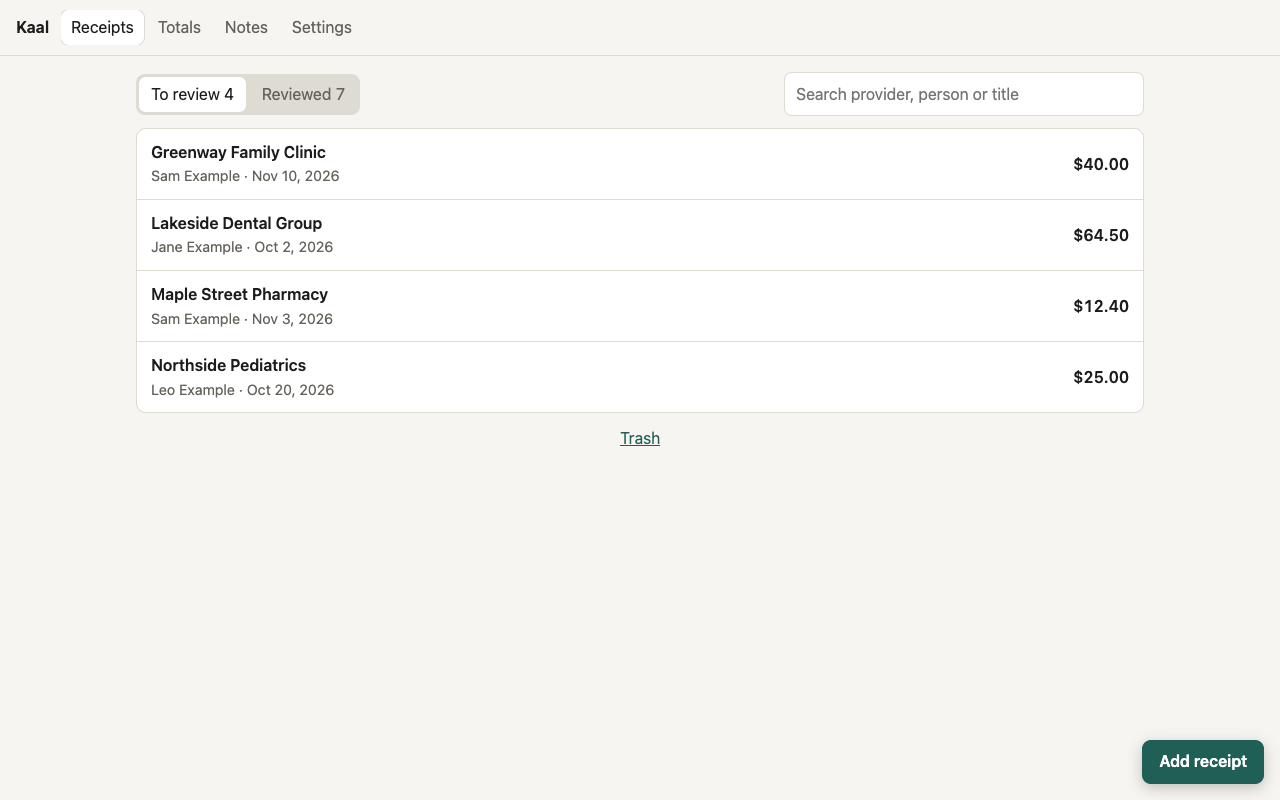 Kaal Receipts Totals Notes Settings
To review 4 Reviewed 7 Search provider, person or title
Greenway Family Clinic
Sam Example · Nov 10, 2026
$40.00
Lakeside Dental Group
Jane Example · Oct 2, 2026
$64.50
Maple Street Pharmacy
Sam Example · Nov 3, 2026
$12.40
Northside Pediatrics
Leo Example · Oct 20, 2026
$25.00
Trash
Add receipt